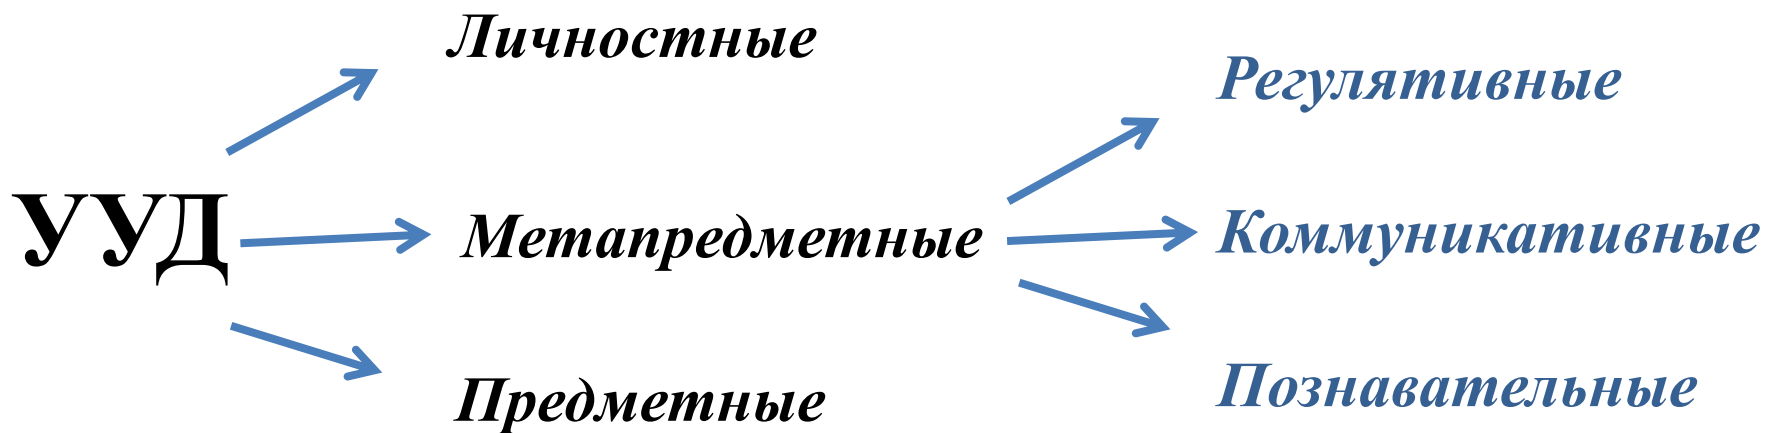 Личностные
Регулятивные
УУД
Метапредметные
Коммуникативные
Предметные
Познавательные